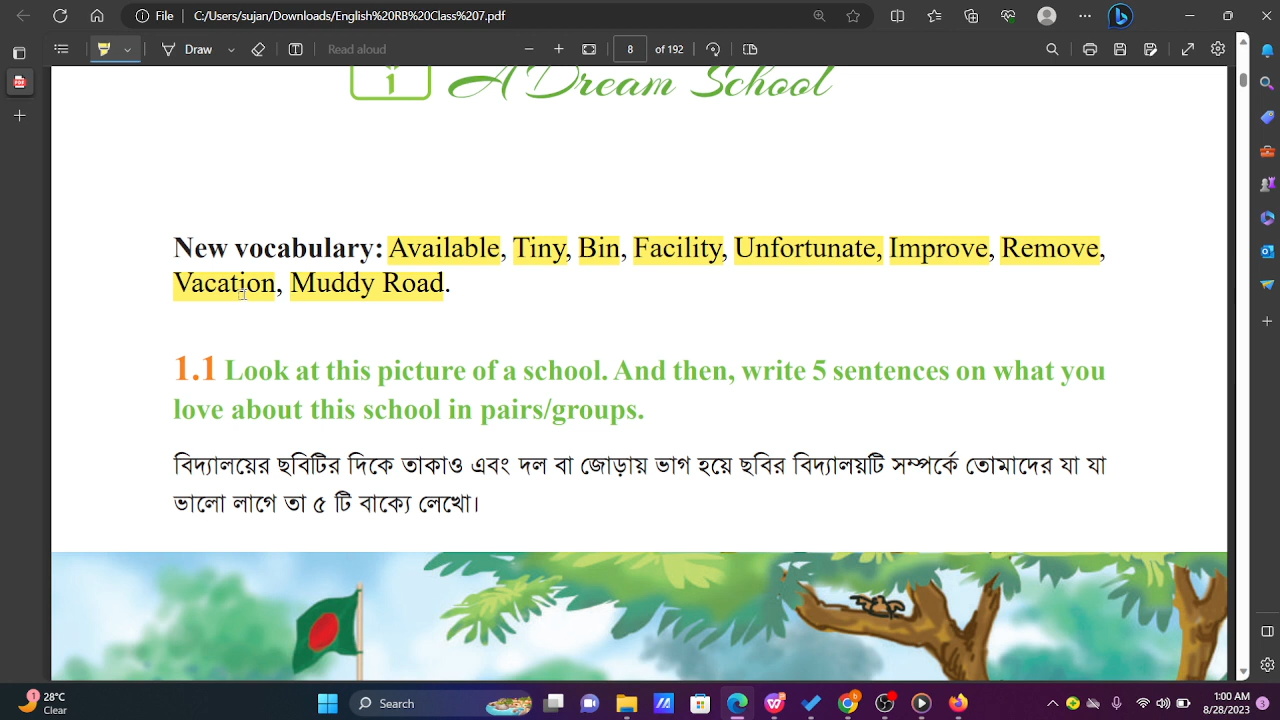 File | C:/Users/sujan/Downloads/English%20RB%20Class%207.pdf
Draw
Read aloud
8 of 192
1 A Dream School
New vocabulary: Available, Tiny, Bin, Facility, Unfortunate, Improve, Remove,
Vacation, Muddy Road.
1.1 Look at this picture of a school. And then, write 5 sentences on what you
love about this school in pairs/groups.
বিদ্যালয়ের ছবিটির দিকে তাকাও এবং দল বা জোড়ায় ভাগ হয়ে ছবির বিদ্যালয়টি সম্পর্কে তোমাদের যা যা
ভালো লাগে তা ৫ টি বাক্যে লেখো।
1 28°C
Clear
Search
1:00 AM
8/28/2023
3